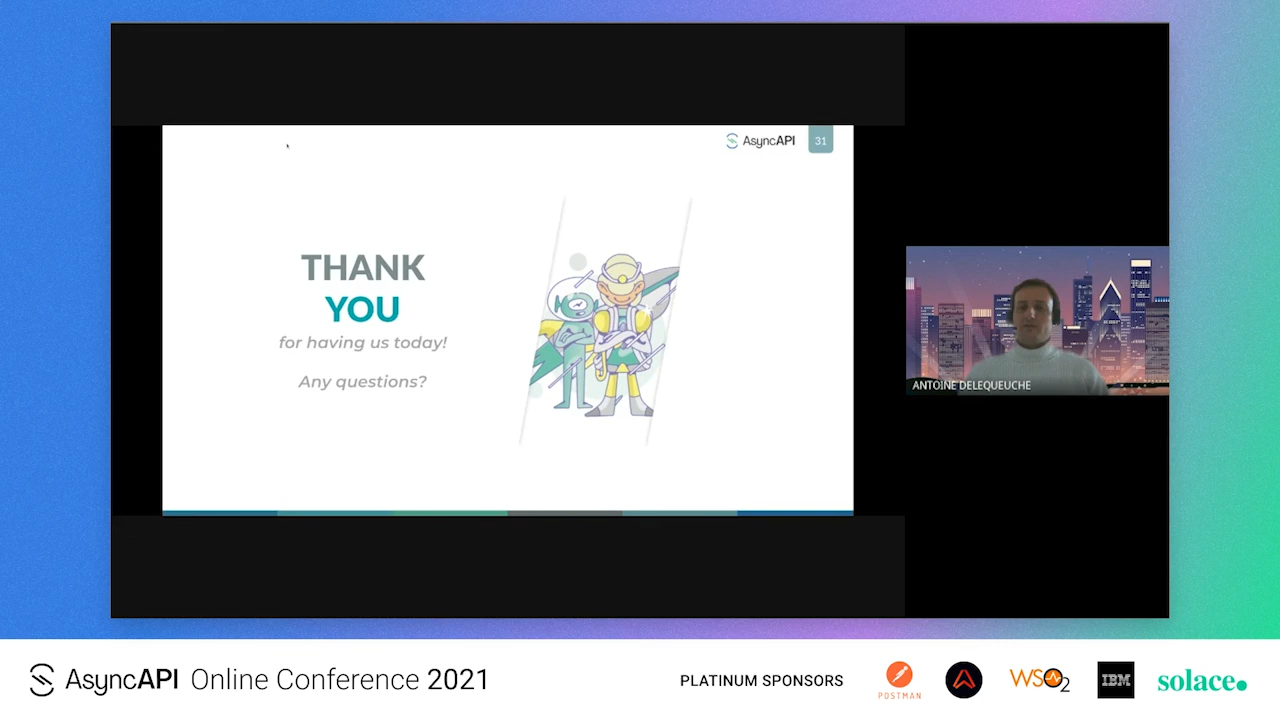 AsyncAPI
31
THANK
YOU
for having us today!
Any questions?
ANTOINE DELEQUEUCHE
AsyncAPI Online Conference 2021
PLATINUM SPONSORS
POSTMAN
WSO2
IBM
solace.